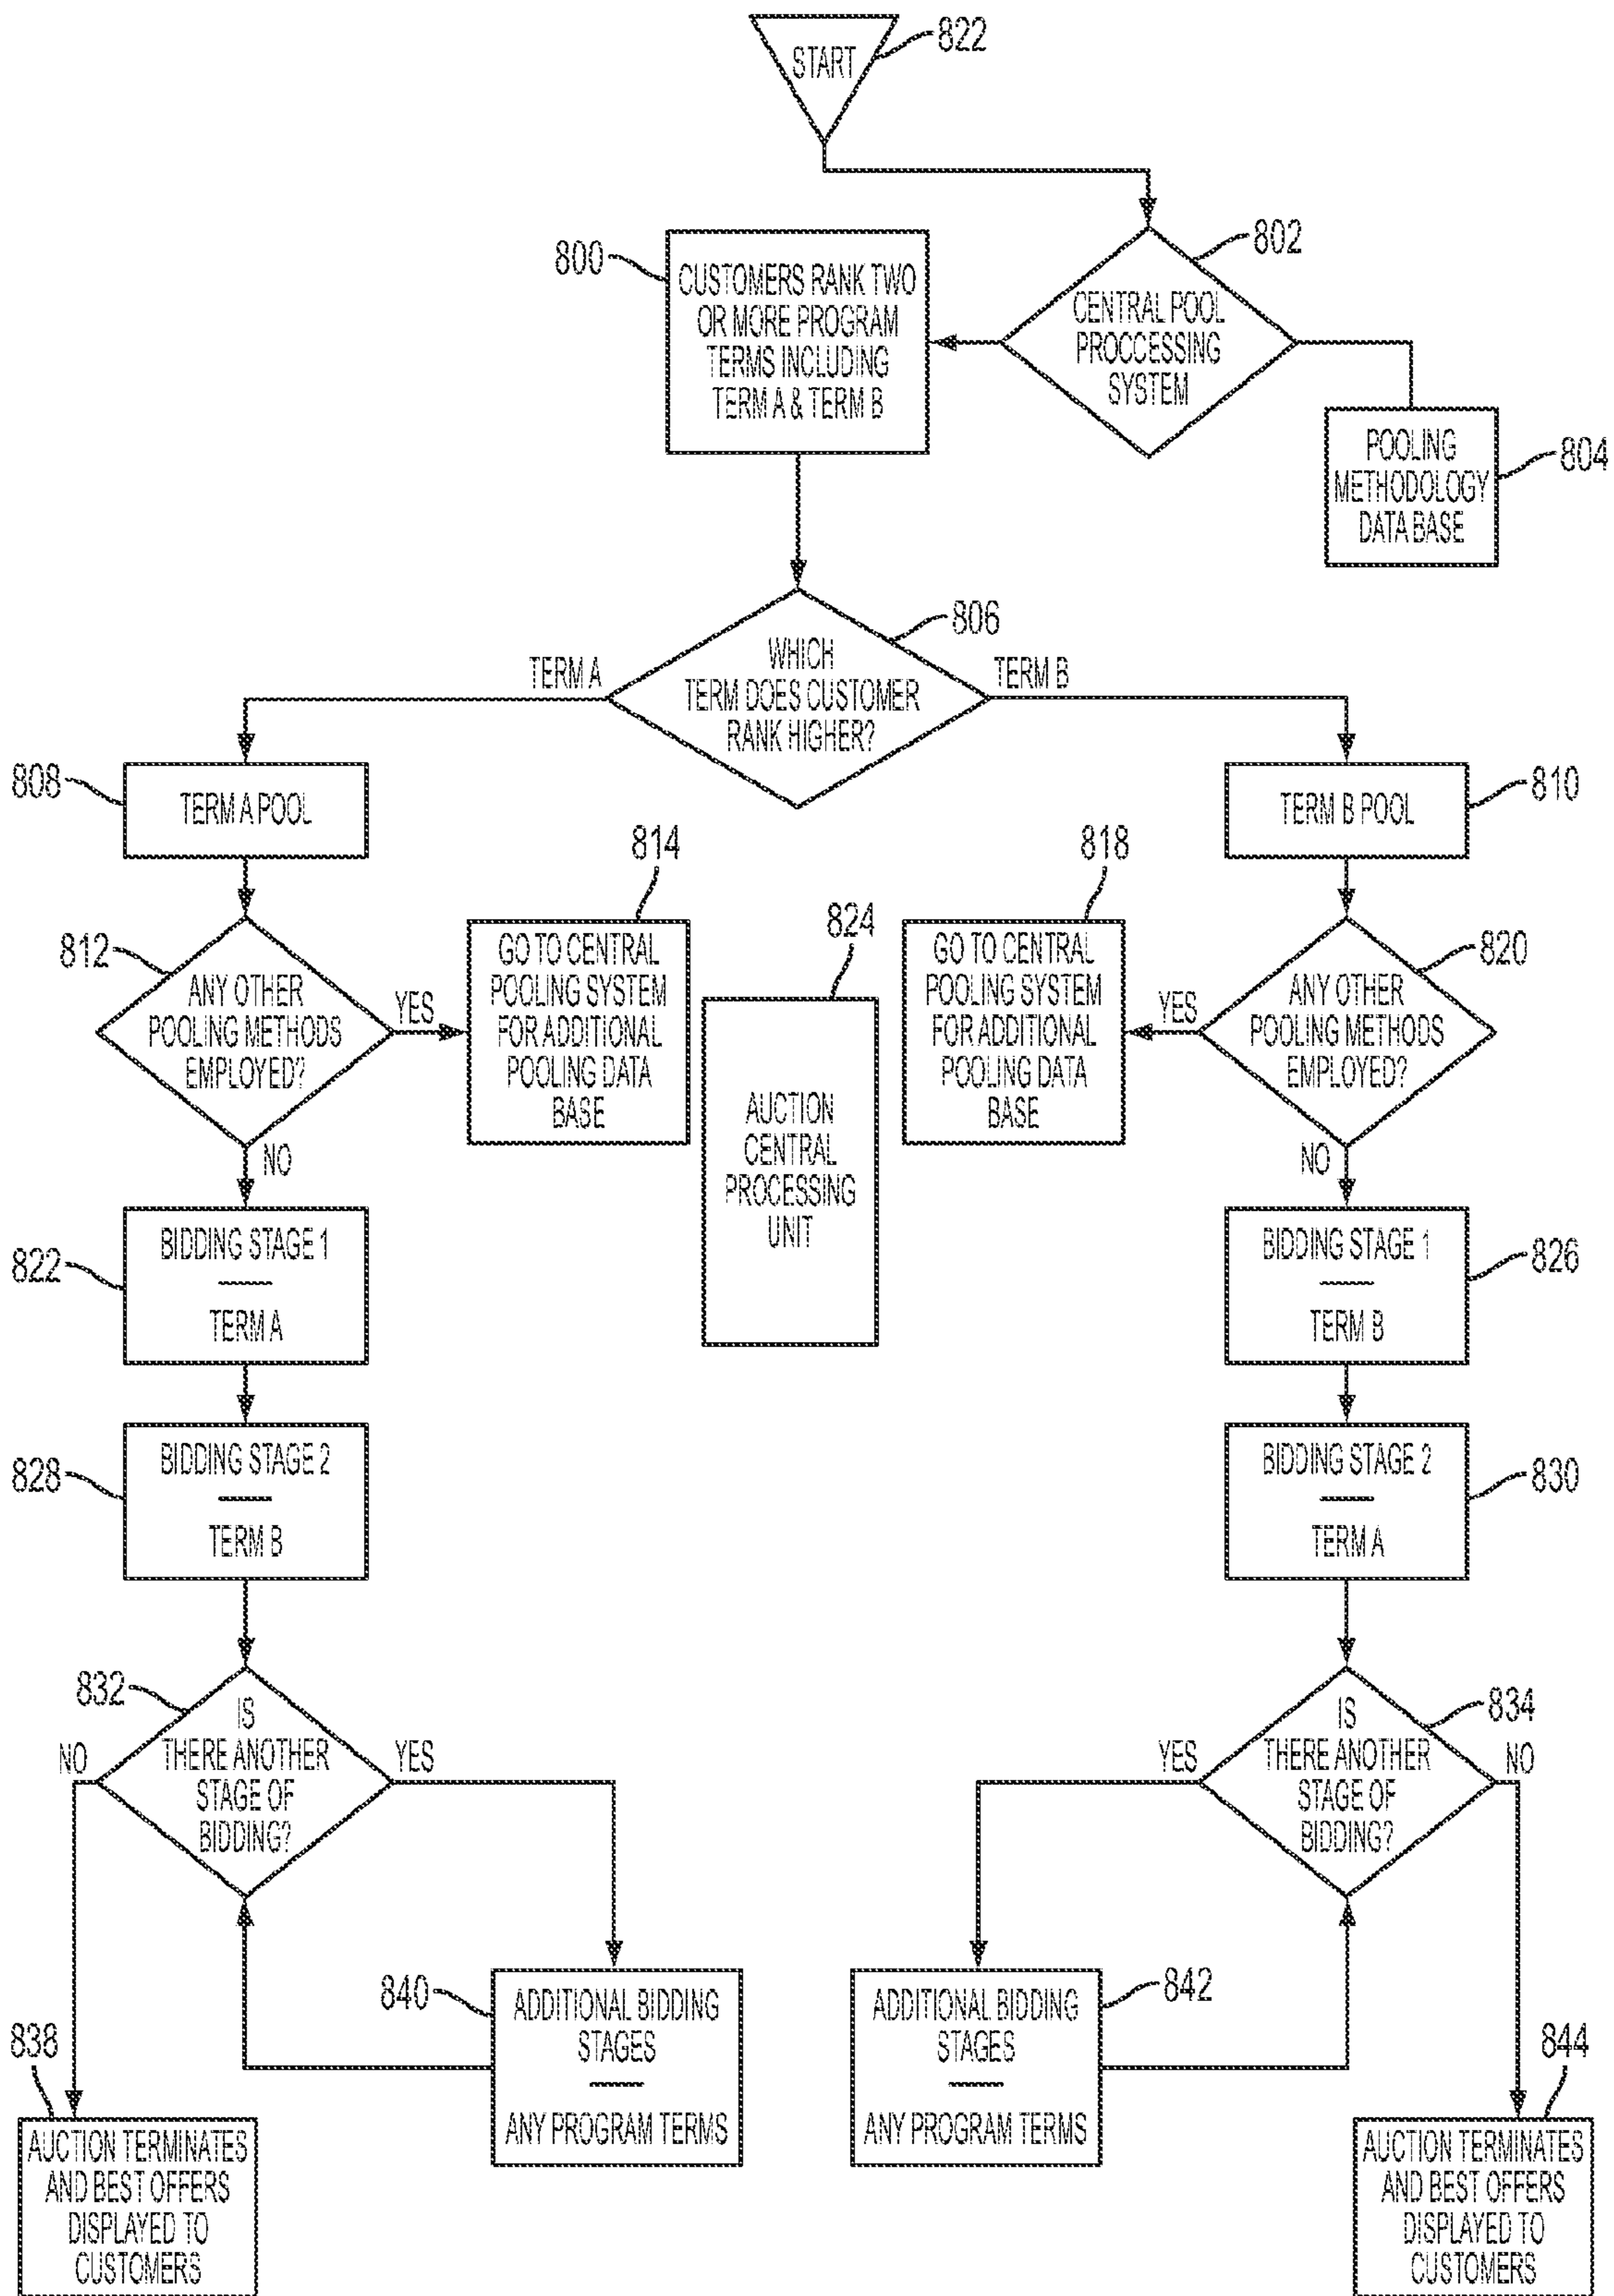 START
822
800
CUSTOMERS RANK TWO
OR MORE PROGRAM
TERMS INCLUDING
TERM A & TERM B
802
CENTRAL POOL
PROCCESSING
SYSTEM
POOLING
METHODOLOGY
DATA BASE
804
806
WHICH
TERM DOES CUSTOMER
RANK HIGHER?
TERM A
TERM B
808
TERM A POOL
TERM B POOL
810
812
ANY OTHER
POOLING METHODS
EMPLOYED?
YES
NO
814
GO TO CENTRAL
POOLING SYSTEM
FOR ADDITIONAL
POOLING DATA
BASE
824
AUCTION
CENTRAL
PROCESSING
UNIT
818
GO TO CENTRAL
POOLING SYSTEM
FOR ADDITIONAL
POOLING DATA
BASE
820
ANY OTHER
POOLING METHODS
EMPLOYED?
YES
NO
822
BIDDING STAGE 1
TERM A
BIDDING STAGE 1
TERM B
826
828
BIDDING STAGE 2
TERM B
BIDDING STAGE 2
TERM A
830
832
IS
THERE ANOTHER
STAGE OF
BIDDING?
NO
YES
834
IS
THERE ANOTHER
STAGE OF
BIDDING?
YES
NO
840
ADDITIONAL BIDDING
STAGES
ANY PROGRAM TERMS
842
ADDITIONAL BIDDING
STAGES
ANY PROGRAM TERMS
838
AUCTION TERMINATES
AND BEST OFFERS
DISPLAYED TO
CUSTOMERS
844
AUCTION TERMINATES
AND BEST OFFERS
DISPLAYED TO
CUSTOMERS